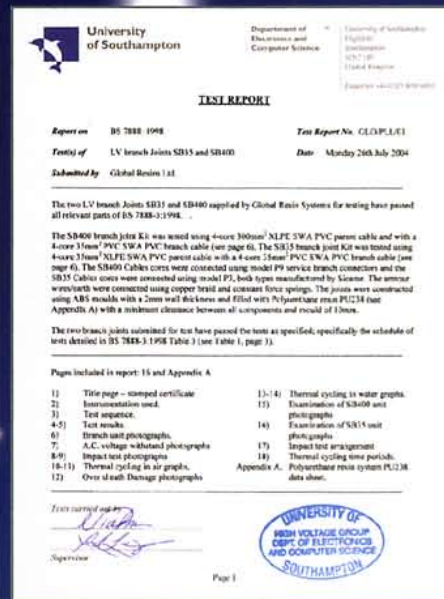 University
of Southampton
Department of
Electronics and
Computer Science
University of Southampton
Highfield
Southampton
United Kingdom
TEST REPORT
Report on BS 7888 1998 Test Report No.
Test(s) of LV branch Joints SB35 and SB400 Date Monday 26th July 2004
Submitted by Global Resins Ltd
The two LV branch Joints SB35 and SB400 supplied by Global Resin Systems for testing have passed
all relevant parts of BS 7888-3:1998.
The SB400 branch joint Kit was tested using 4-core 300mm² XLPE SWA PVC parent cable and with a
4-core 35mm² PVC SWA PVC branch cable (see page 6). The SB35 branch joint Kit was tested using
4-core 35mm² XLPE SWA PVC parent cable with a 4-core 35mm² PVC SWA PVC branch cable (see
page 6). The SB400 Cables cores were connected using model P9 service branch connectors and the
SB35 Cables cores were connected using model P3, both types manufactured by Sicame. The armour
wires/earth were connected using copper braid and constant force springs. The joints were constructed
using ABS moulds with a 2mm wall thickness and filled with Polyurethane resin PU238 (see
Appendix A) with a minimum clearance between all components and mould of 10mm.
The two branch joints submitted for test have passed the tests as specified; specifically the schedule of
tests detailed in BS 7888-3:1998 Table 3 (see Table 1, page 3).
Pages included in report: 18 and Appendix A
1) Title page – stamped certificate
2) Instrumentation used.
3) Test sequence.
4-5) Test results.
6) Branch unit photographs.
7) A.C. voltage withstand photographs
8-9) Impact test photographs
10-11) Thermal cycling in air graphs.
12) Over sheath Damage photographs
13-14) Thermal cycling in water graphs.
15) Examination of SB400 unit
photographs
16) Examination of SB35 unit
photographs
17) Impact test arrangement
18) Thermal cycling time periods.
Appendix A. Polyurethane resin system PU238
data sheet.
Tests carried out by
Supervisor
UNIVERSITY OF
HIGH VOLTAGE GROUP
DEPT. OF ELECTRONICS
AND COMPUTER SCIENCE
SOUTHAMPTON
Page 1